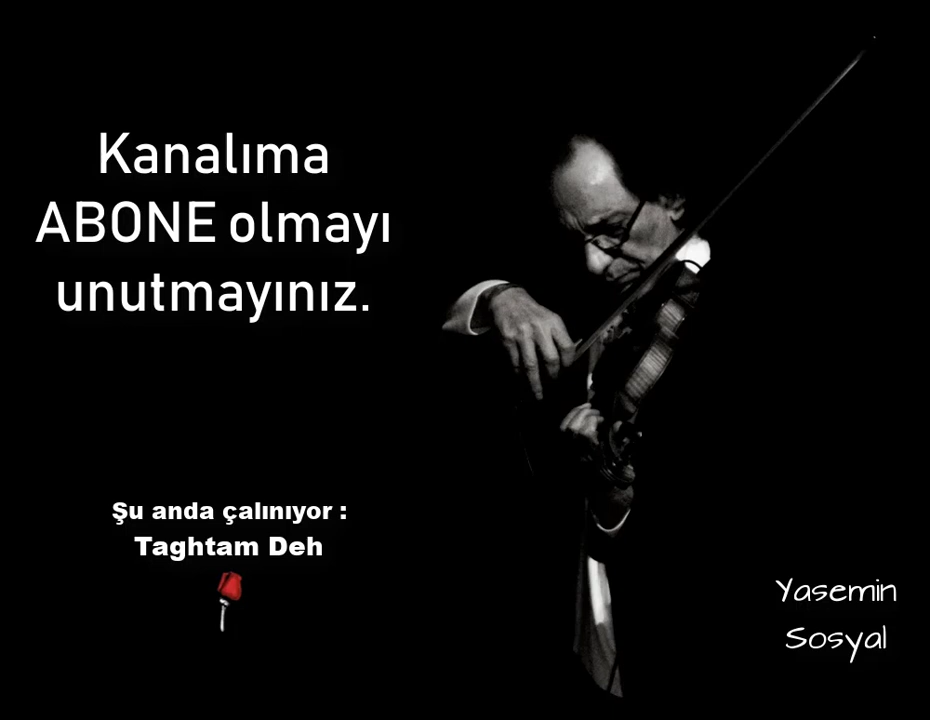 Kanalıma
ABONE olmayı
unutmayınız.
Şu anda çalınıyor :
Taghtam Deh
Yasemin
Sosyal